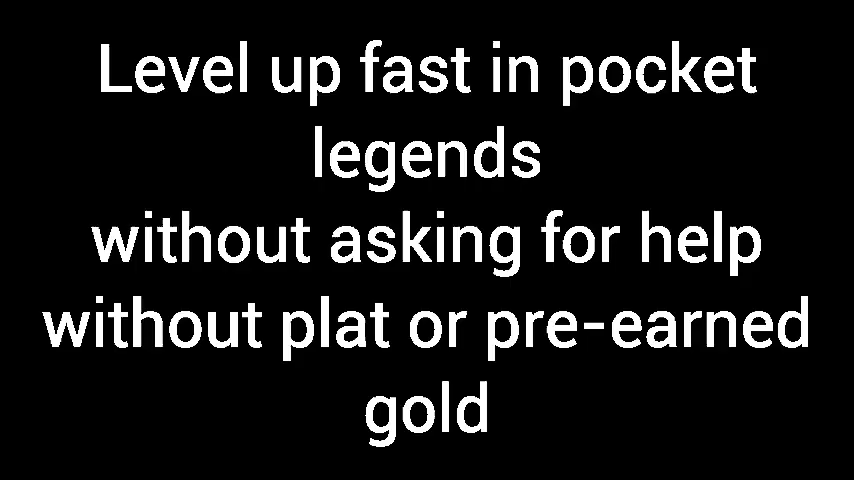 Level up fast in pocket
legends
without asking for help
without plat or pre-earned
gold